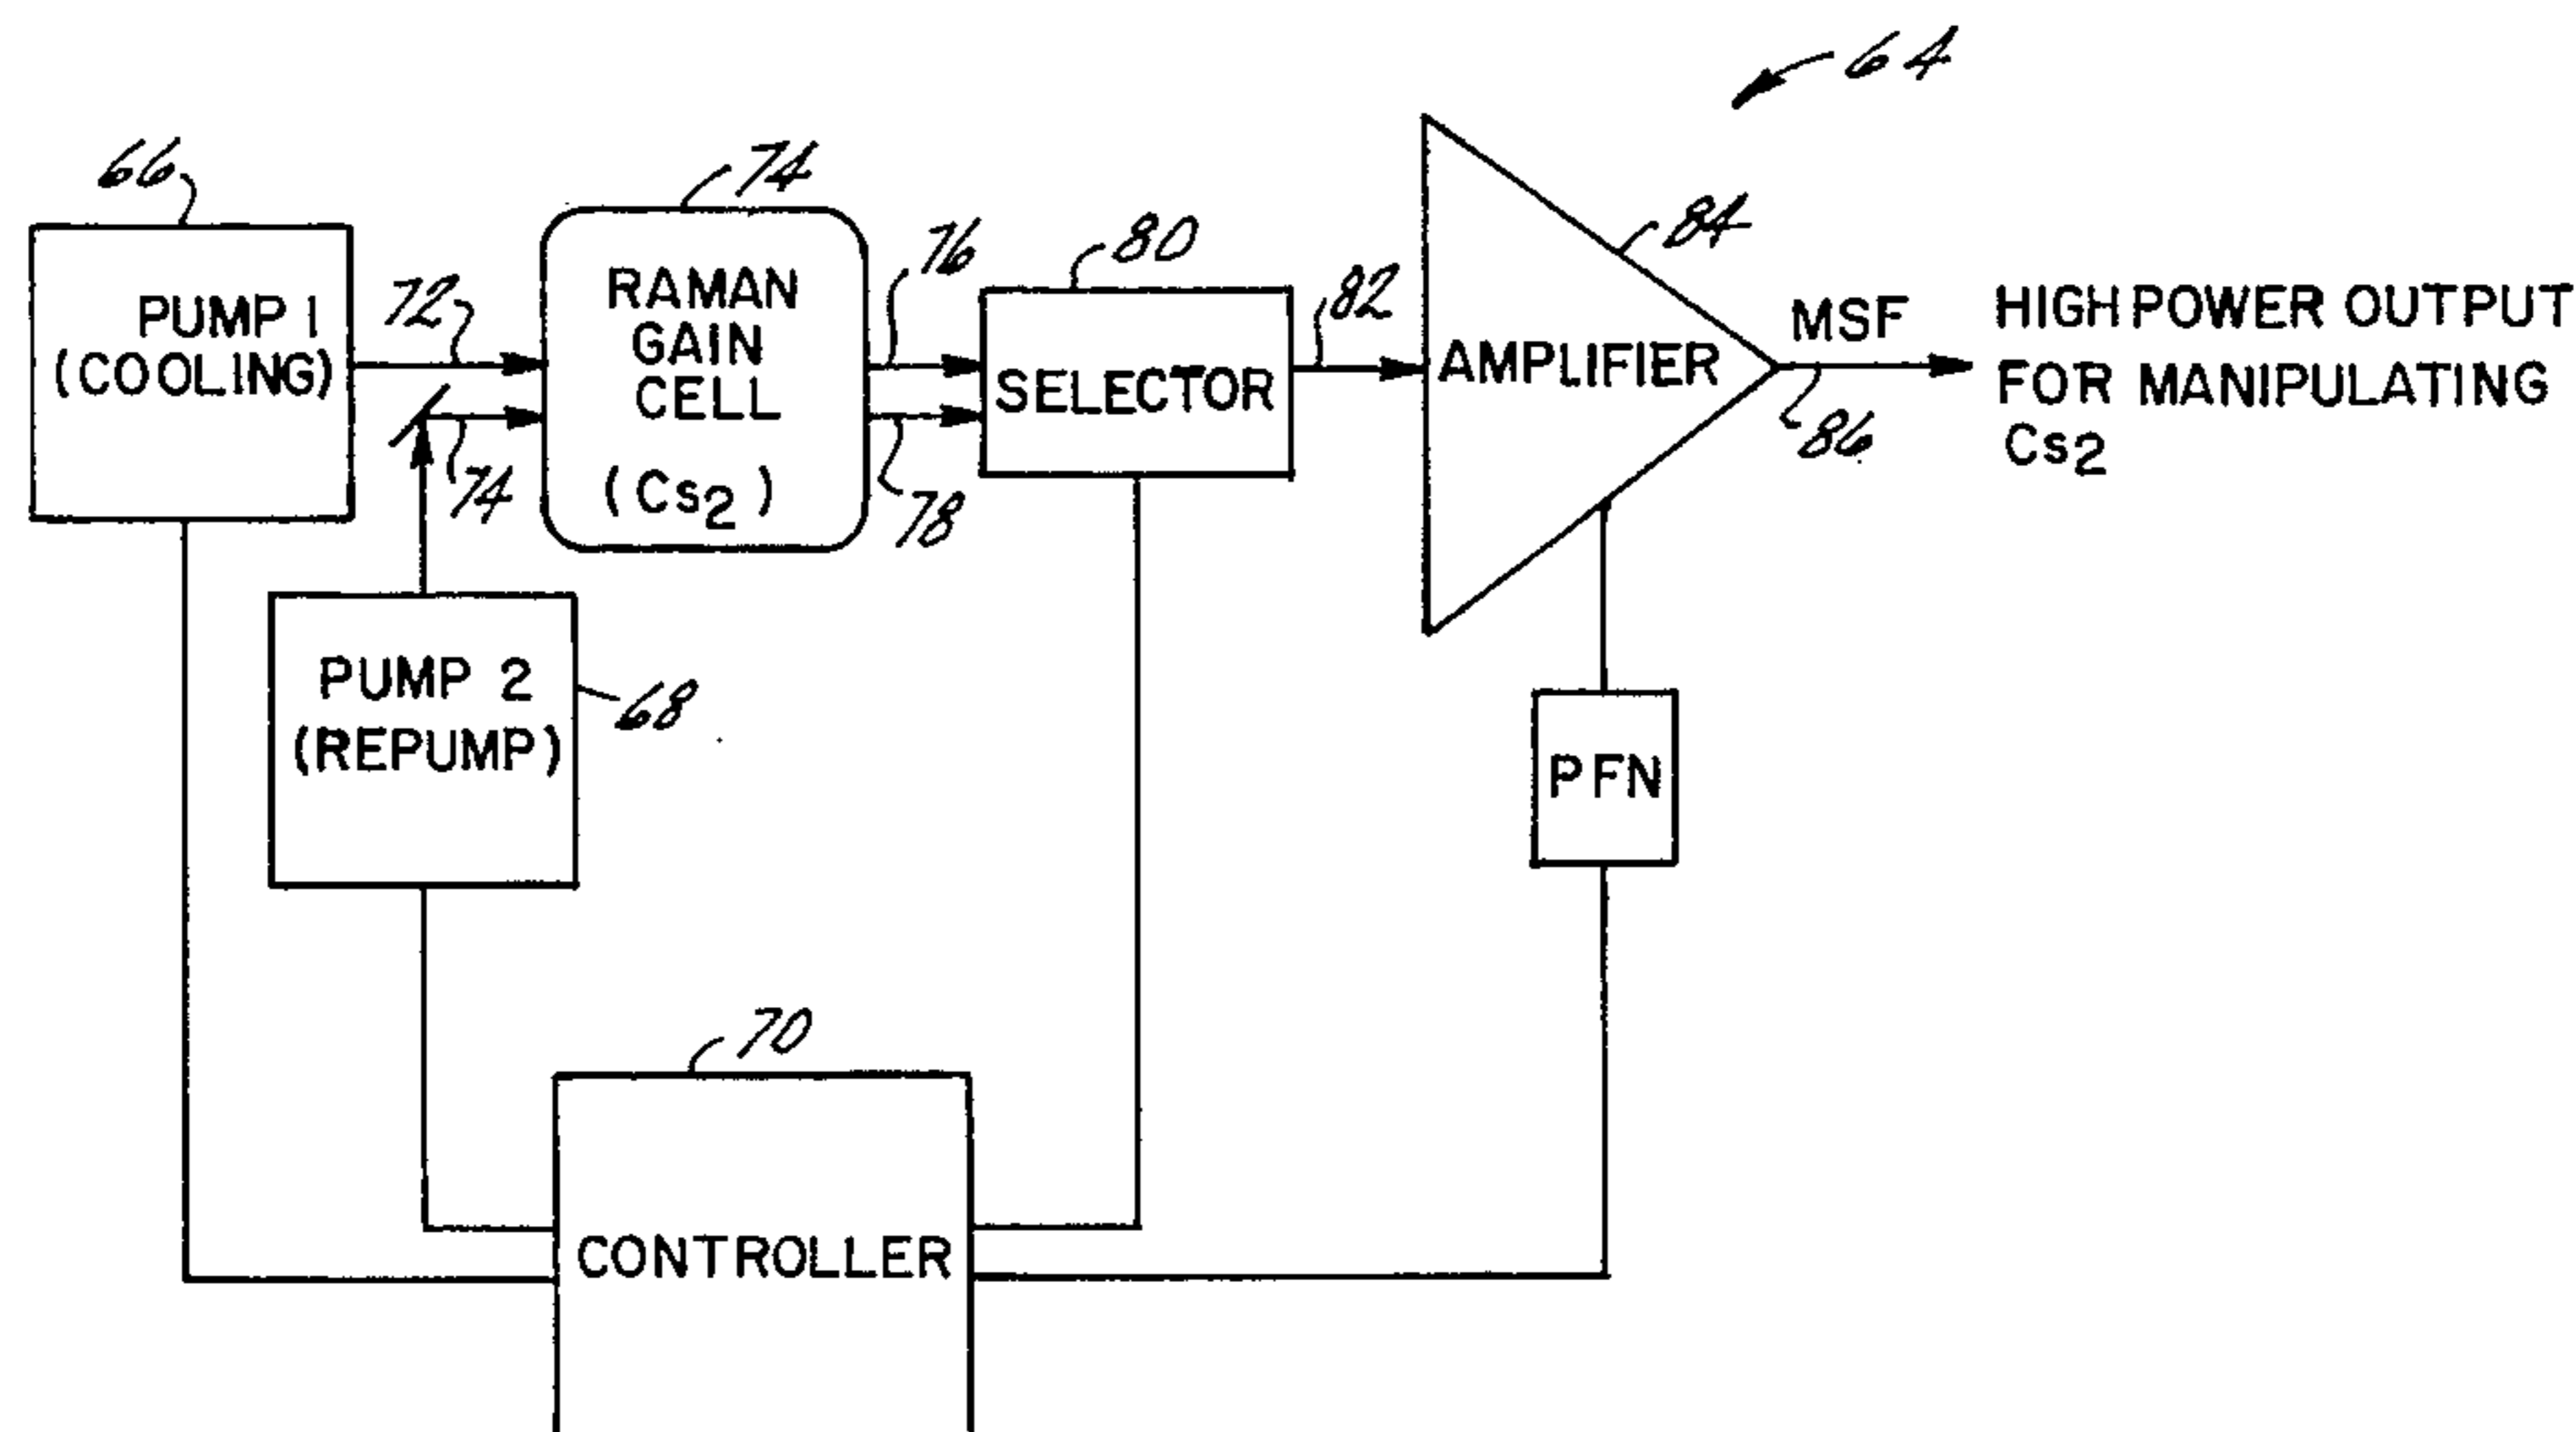 64
66
74
PUMP 1
(COOLING)
72
74
RAMAN
GAIN
CELL
(Cs2)
76
78
80
SELECTOR
82
84
AMPLIFIER
MSF
86
HIGH POWER OUTPUT
FOR MANIPULATING
Cs2
PUMP 2
(REPUMP)
68
PFN
70
CONTROLLER